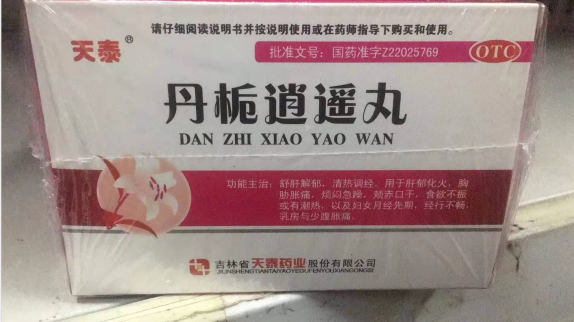 请仔细阅读说明书并按说明使用或在药师指导下购买和使用。
天泰®
批准文号：国药准字Z22025769
OTC
丹栀逍遥丸
DAN ZHI XIAO YAO WAN
功能主治：舒肝解郁，清热调经。用于肝郁化火，胸
胁胀痛，烦闷急躁，颊赤口干，食欲不振
或有潮热，以及妇女月经先期，经行不畅，
乳房与少腹胀痛。
吉林省天泰药业股份有限公司
JILINSHENGTIANTAIYAOYEGUFENYOUXIANGONGSI